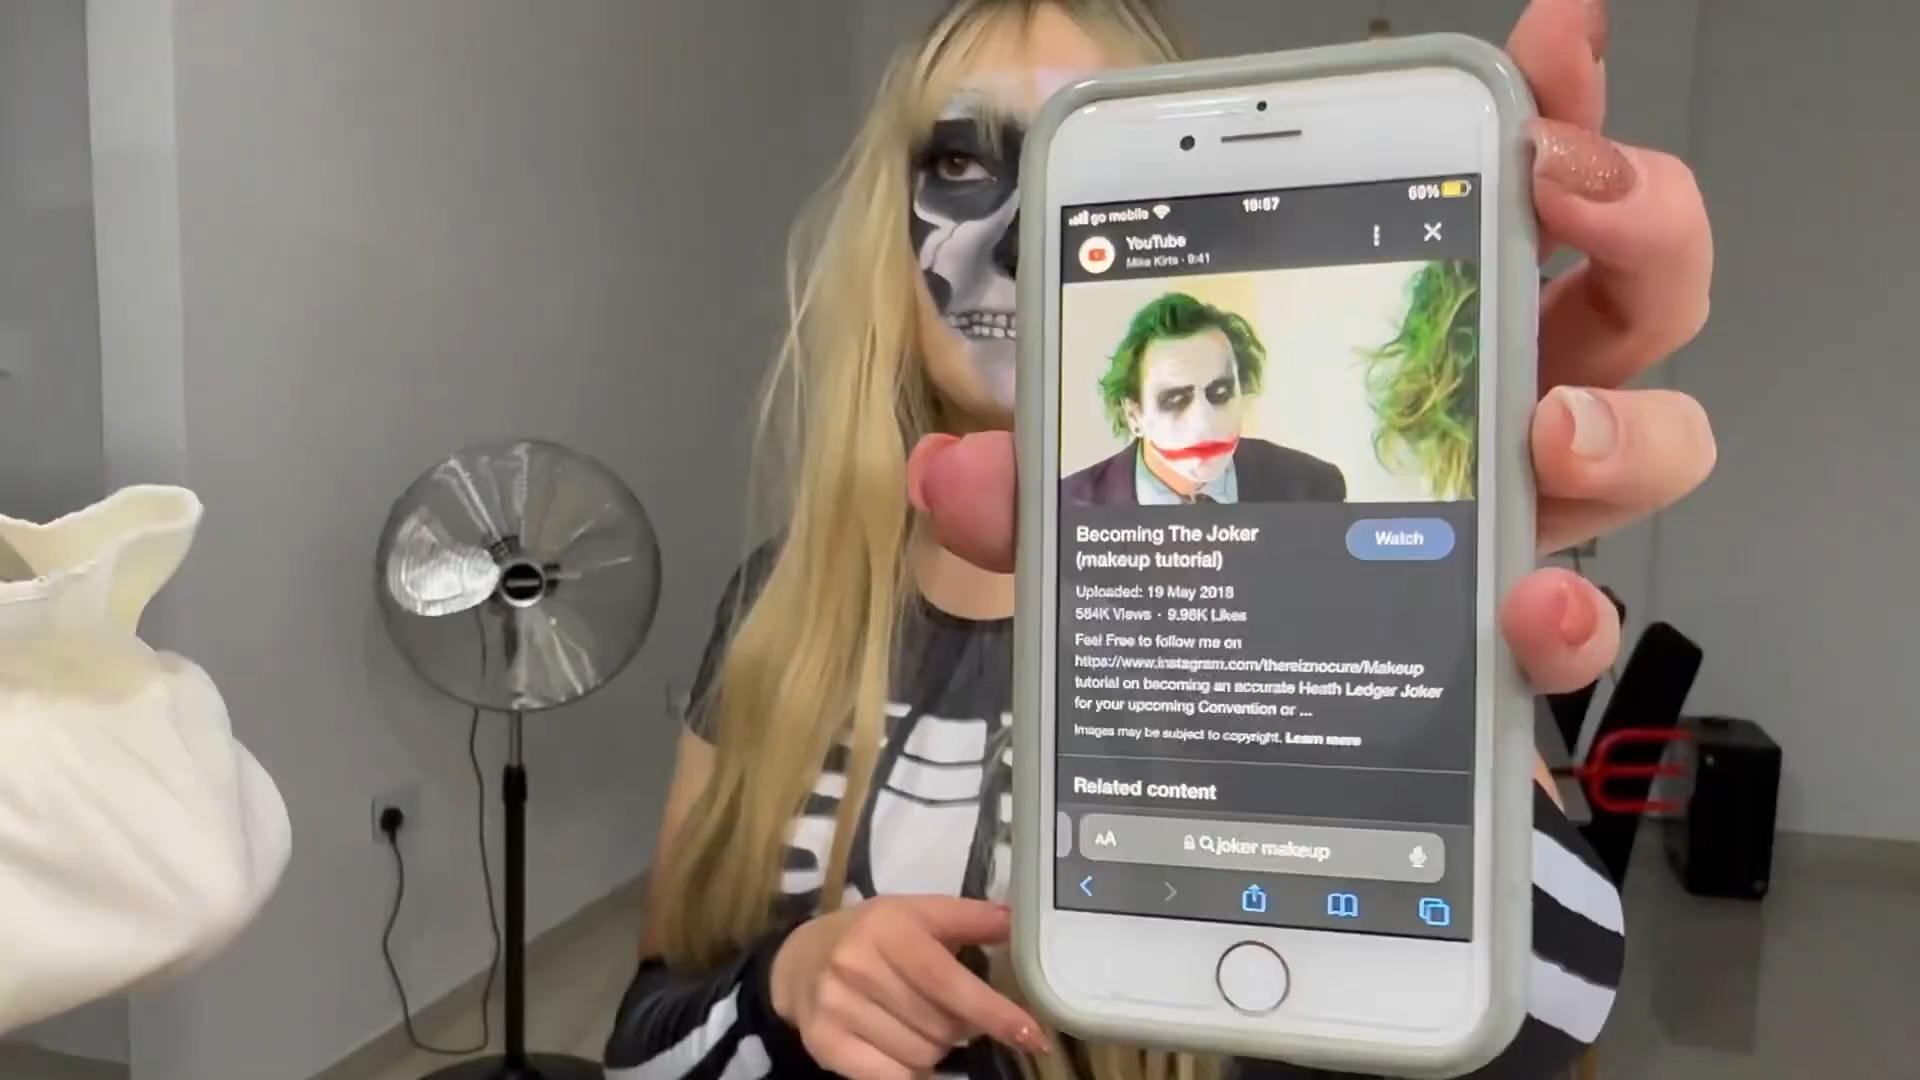 go mobile 19:57 60%
YouTube
Mike Kirts · 9:41
Becoming The Joker
(makeup tutorial)
Watch
Uploaded: 19 May 2018
584K Views · 9.98K Likes
Feel Free to follow me on
https://www.instagram.com/thereiznocure/Makeup
tutorial on becoming an accurate Heath Ledger Joker
for your upcoming Convention or ...
Images may be subject to copyright. Learn more
Related content
AA joker makeup